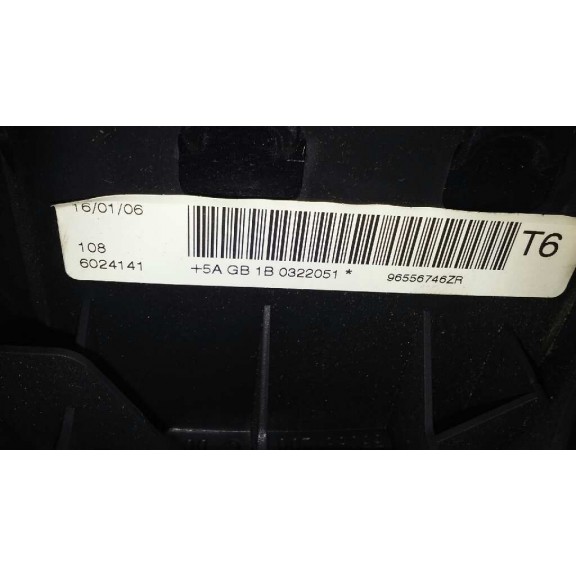 16/01/06
108
6024141
+5A GB 1B 0322051 *
96556746ZR
T6